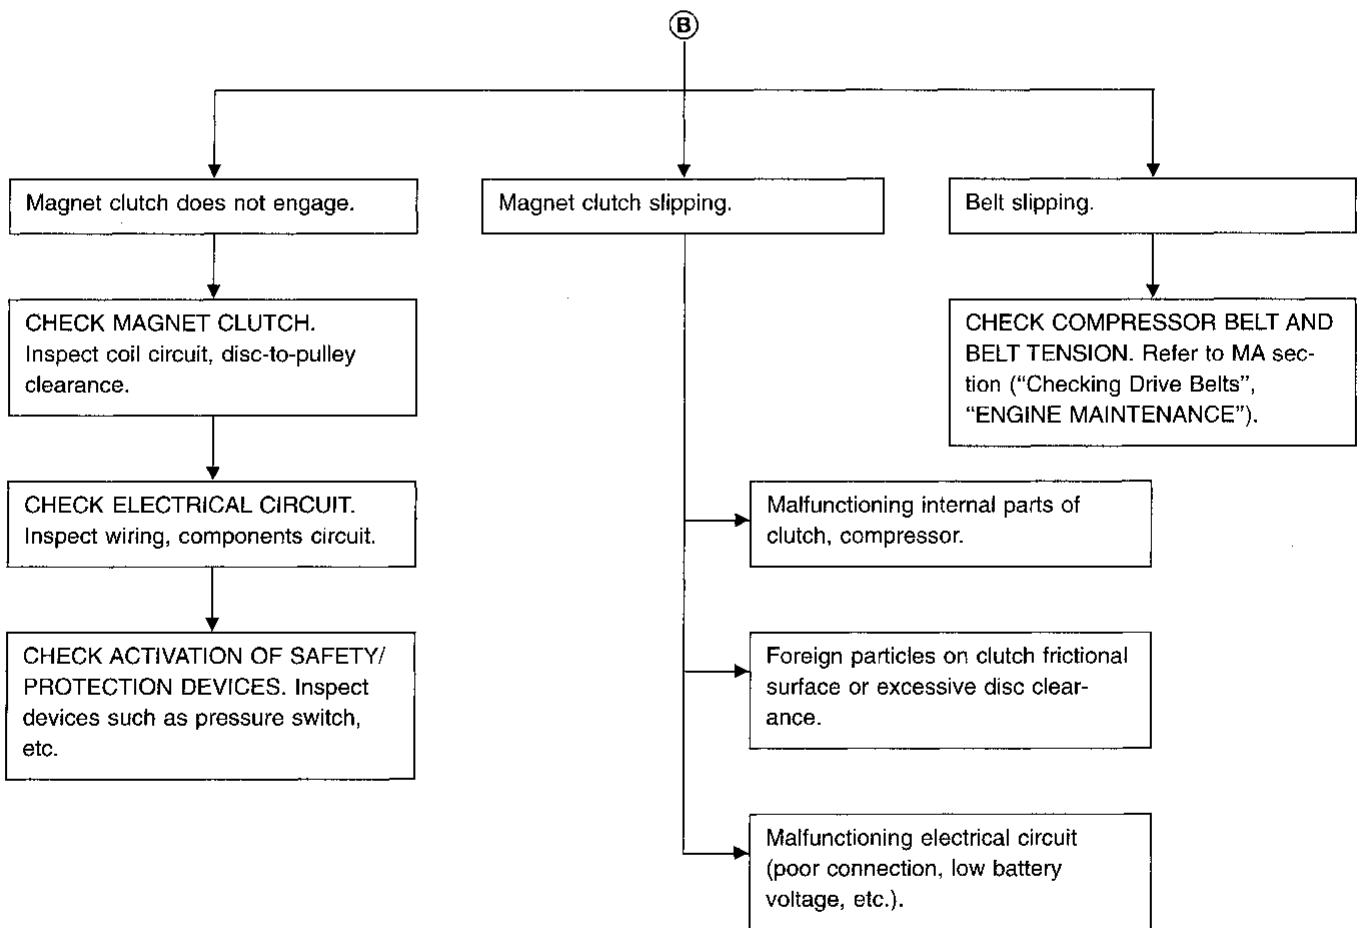 B
Magnet clutch does not engage.
Magnet clutch slipping.
Belt slipping.
CHECK MAGNET CLUTCH.
Inspect coil circuit, disc-to-pulley
clearance.
CHECK COMPRESSOR BELT AND
BELT TENSION. Refer to MA sec-
tion (“Checking Drive Belts”,
“ENGINE MAINTENANCE”).
CHECK ELECTRICAL CIRCUIT.
Inspect wiring, components circuit.
Malfunctioning internal parts of
clutch, compressor.
CHECK ACTIVATION OF SAFETY/
PROTECTION DEVICES. Inspect
devices such as pressure switch,
etc.
Foreign particles on clutch frictional
surface or excessive disc clear-
ance.
Malfunctioning electrical circuit
(poor connection, low battery
voltage, etc.).